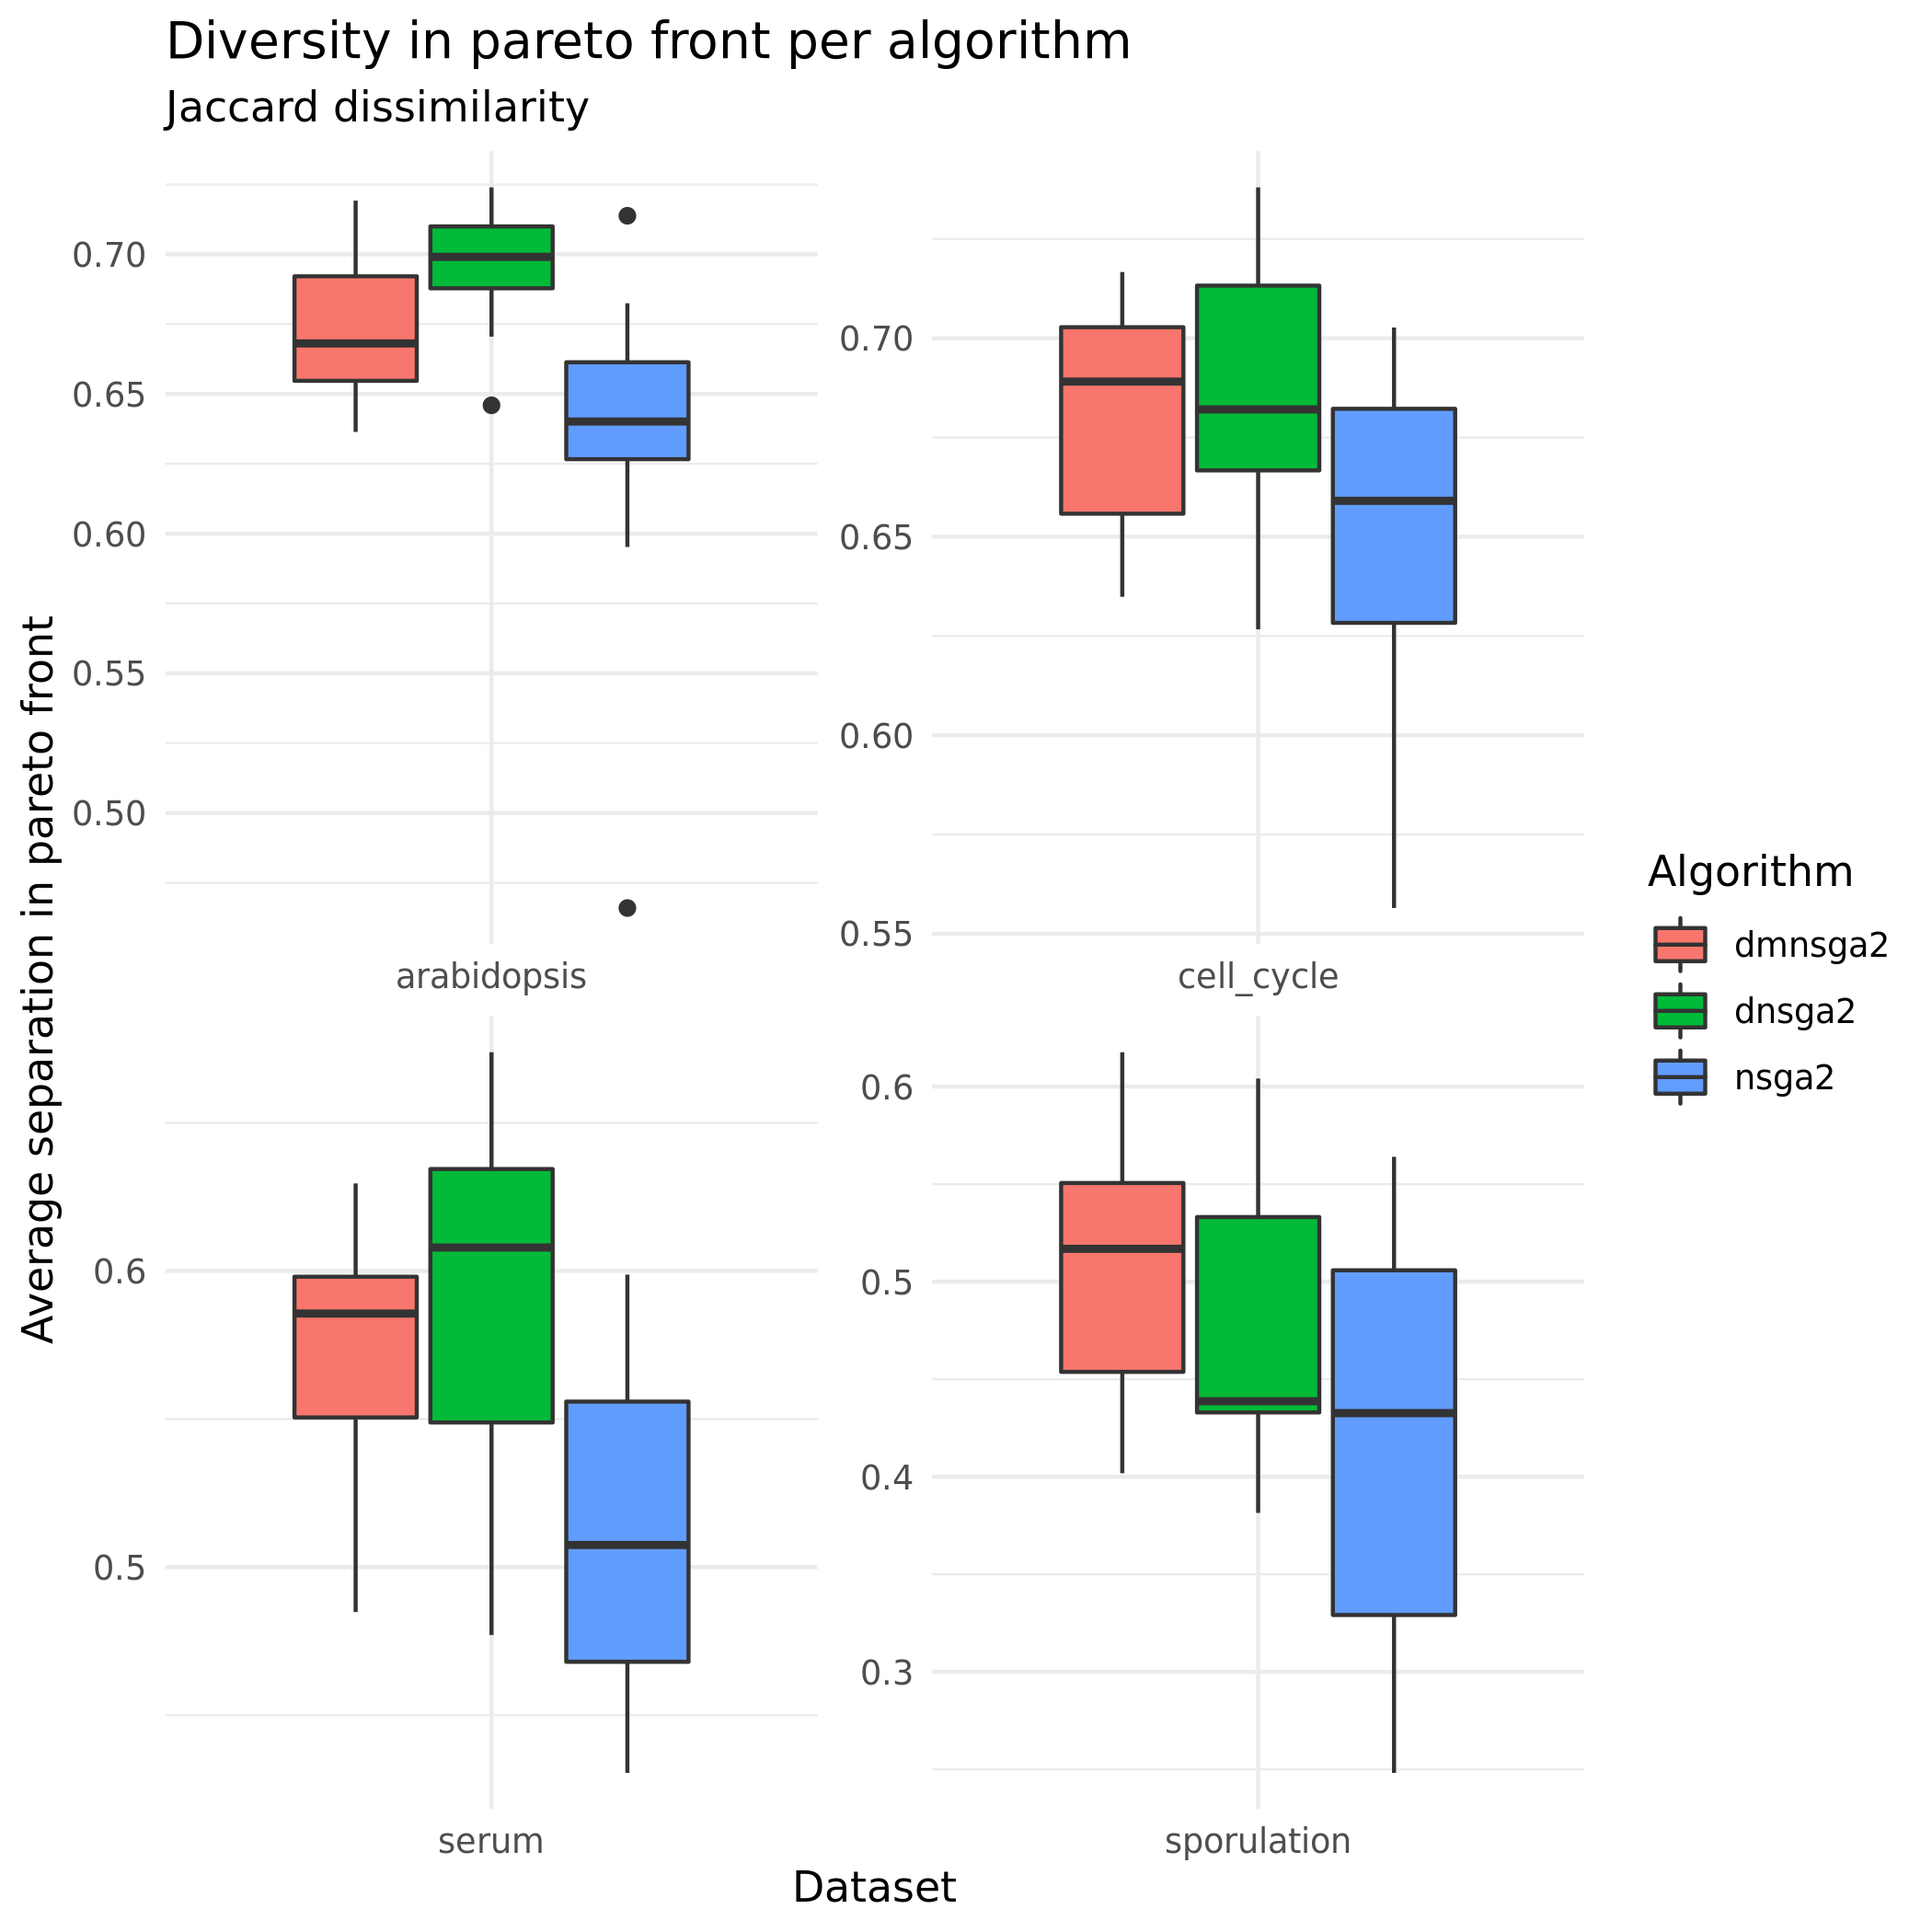 Diversity in pareto front per algorithm
Jaccard dissimilarity
Average separation in pareto front
0.70
0.65
0.60
0.55
0.50
arabidopsis
0.70
0.65
0.60
0.55
cell_cycle
0.6
0.5
serum
0.6
0.5
0.4
0.3
sporulation
Dataset
Algorithm
dmnsga2
dnsga2
nsga2